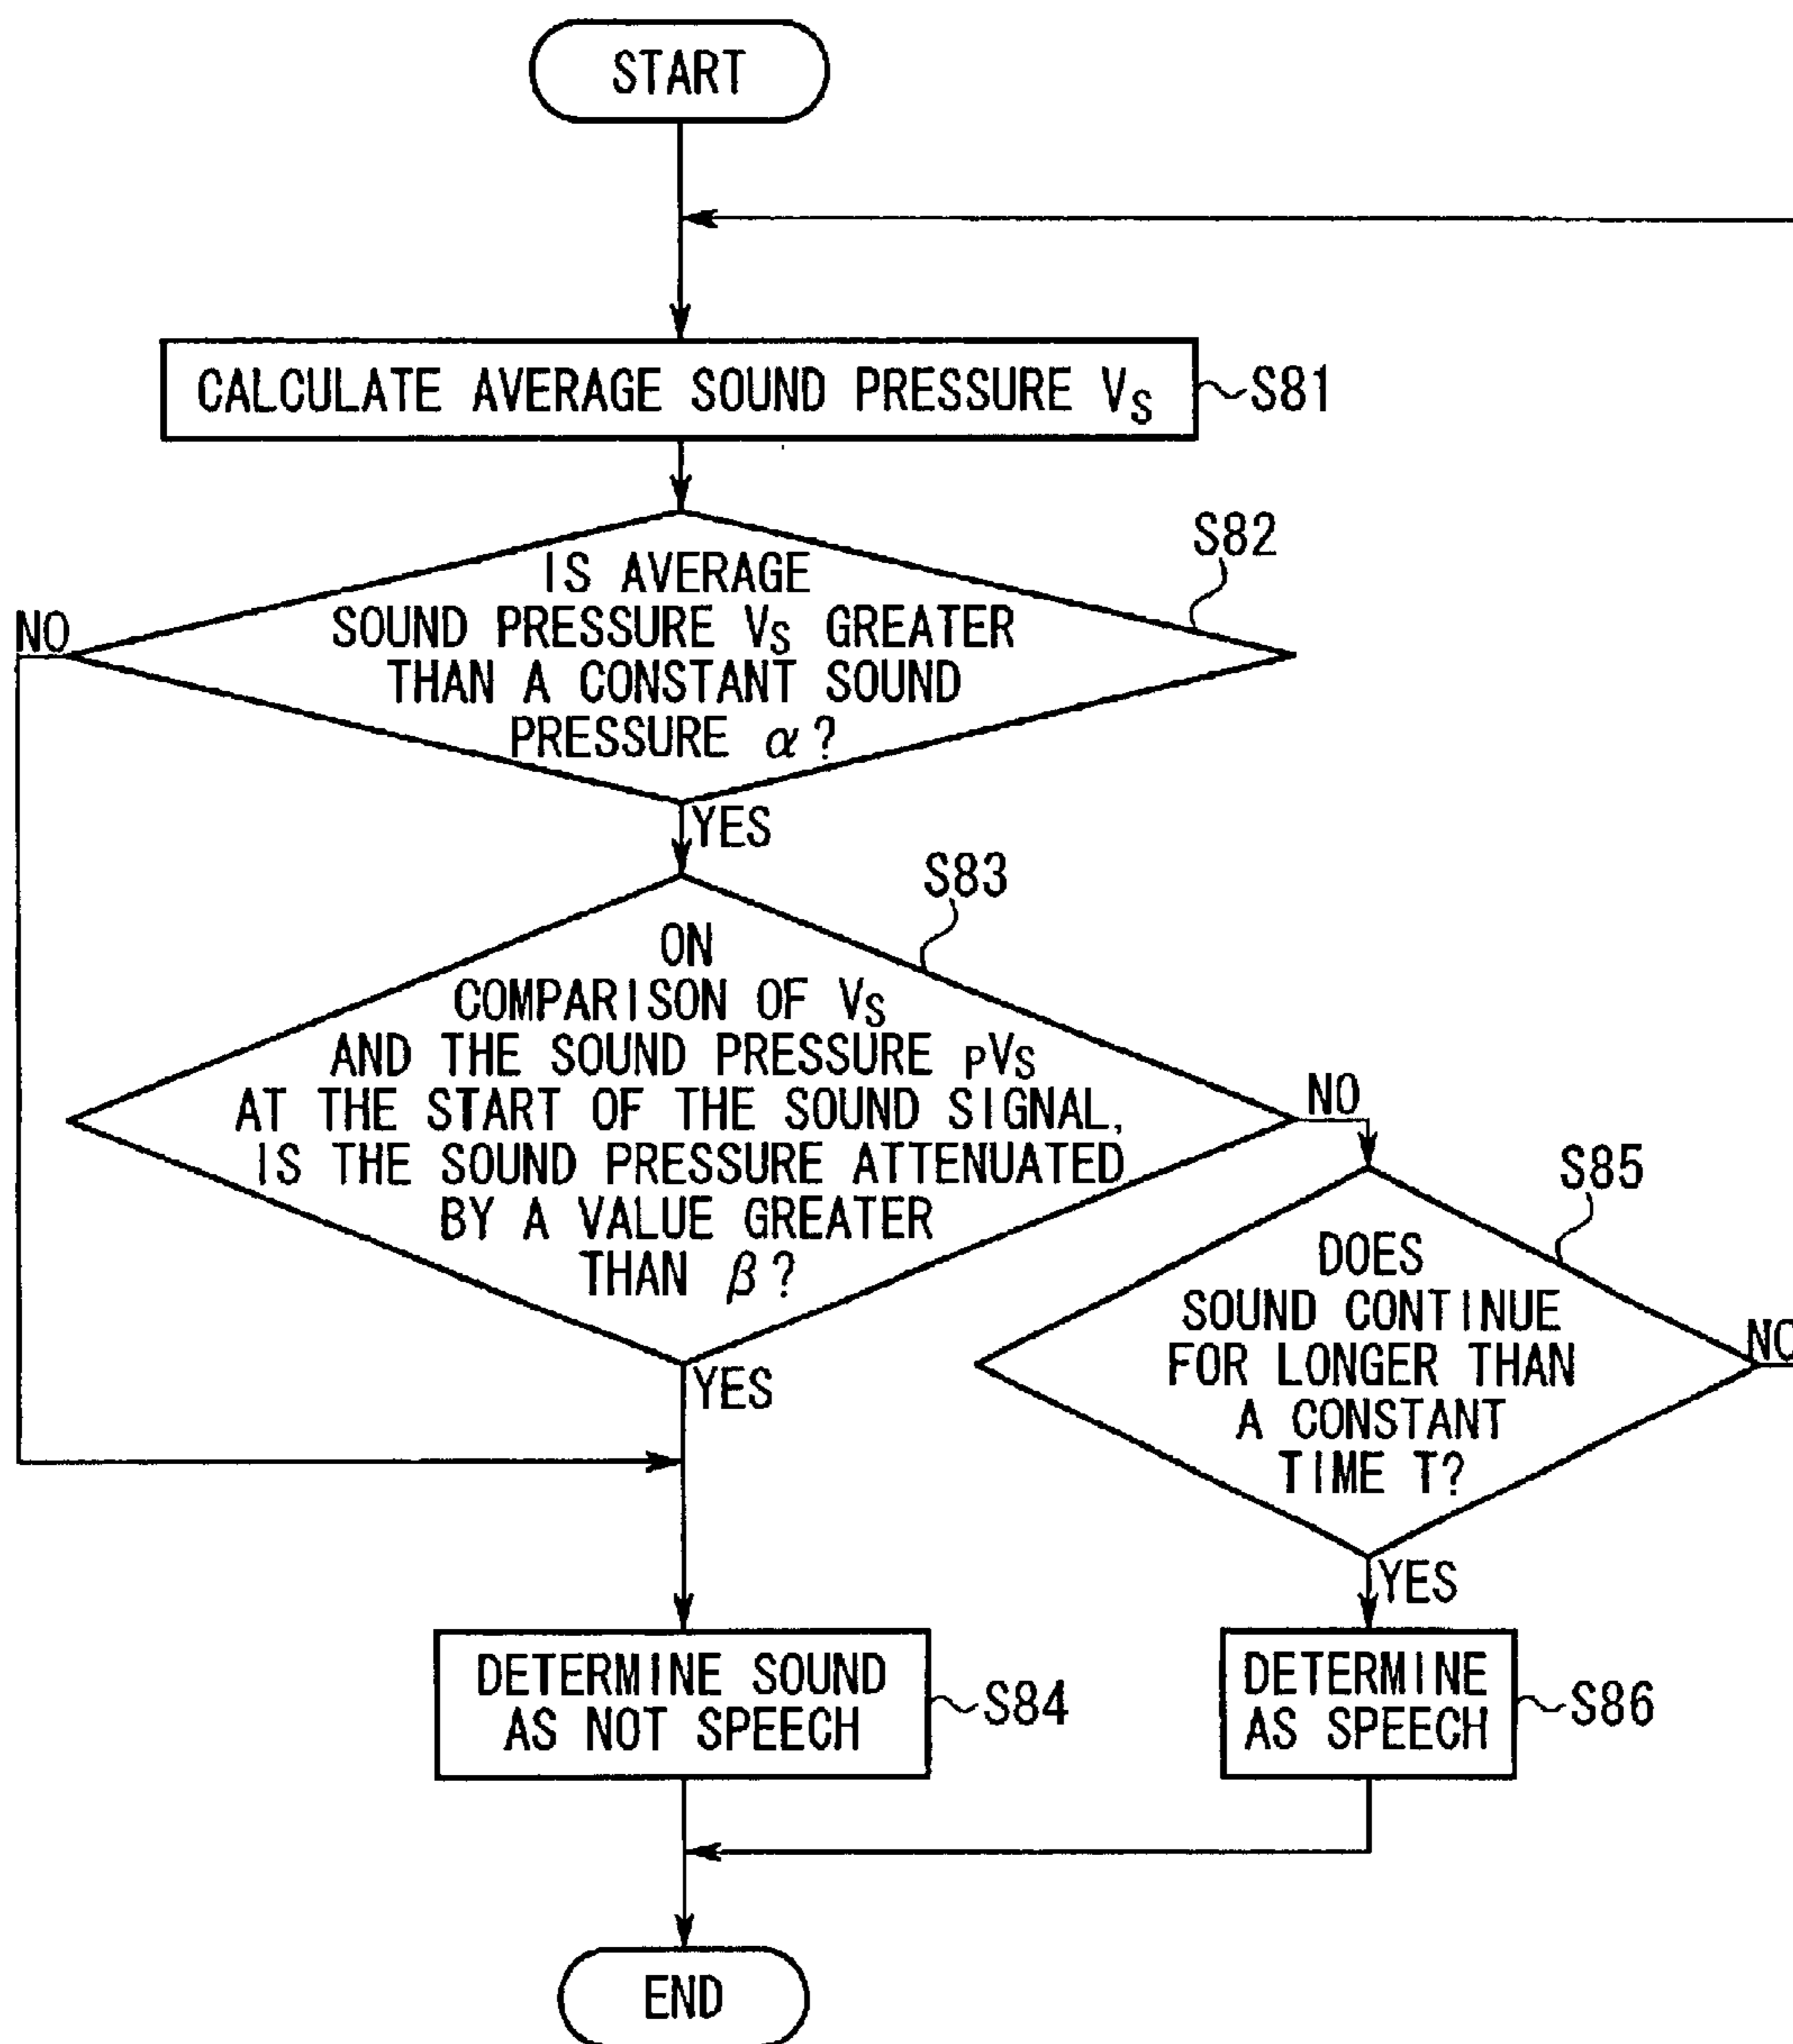 START
CALCULATE AVERAGE SOUND PRESSURE VS
S81
S82
IS AVERAGE
SOUND PRESSURE VS GREATER
THAN A CONSTANT SOUND
PRESSURE α?
NO
YES
S83
ON
COMPARISON OF VS
AND THE SOUND PRESSURE PVS
AT THE START OF THE SOUND SIGNAL,
IS THE SOUND PRESSURE ATTENUATED
BY A VALUE GREATER
THAN β?
NO
YES
S85
DOES
SOUND CONTINUE
FOR LONGER THAN
A CONSTANT
TIME T?
NO
YES
DETERMINE SOUND
AS NOT SPEECH
S84
DETERMINE
AS SPEECH
S86
END